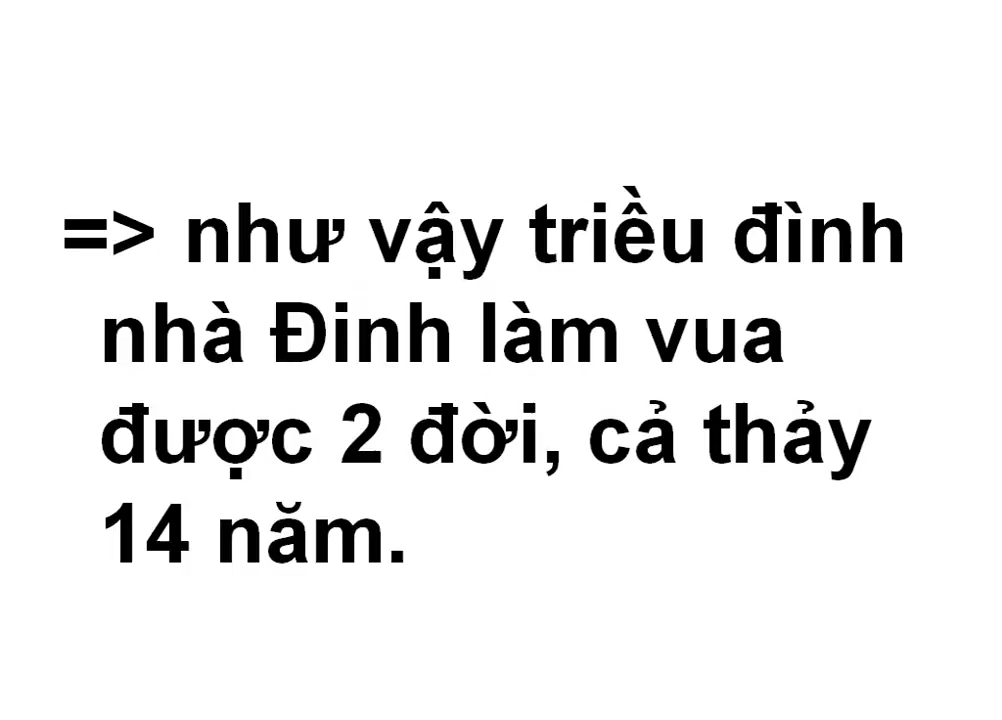 => như vậy triều đình
nhà Đinh làm vua
được 2 đời, cả thảy
14 năm.